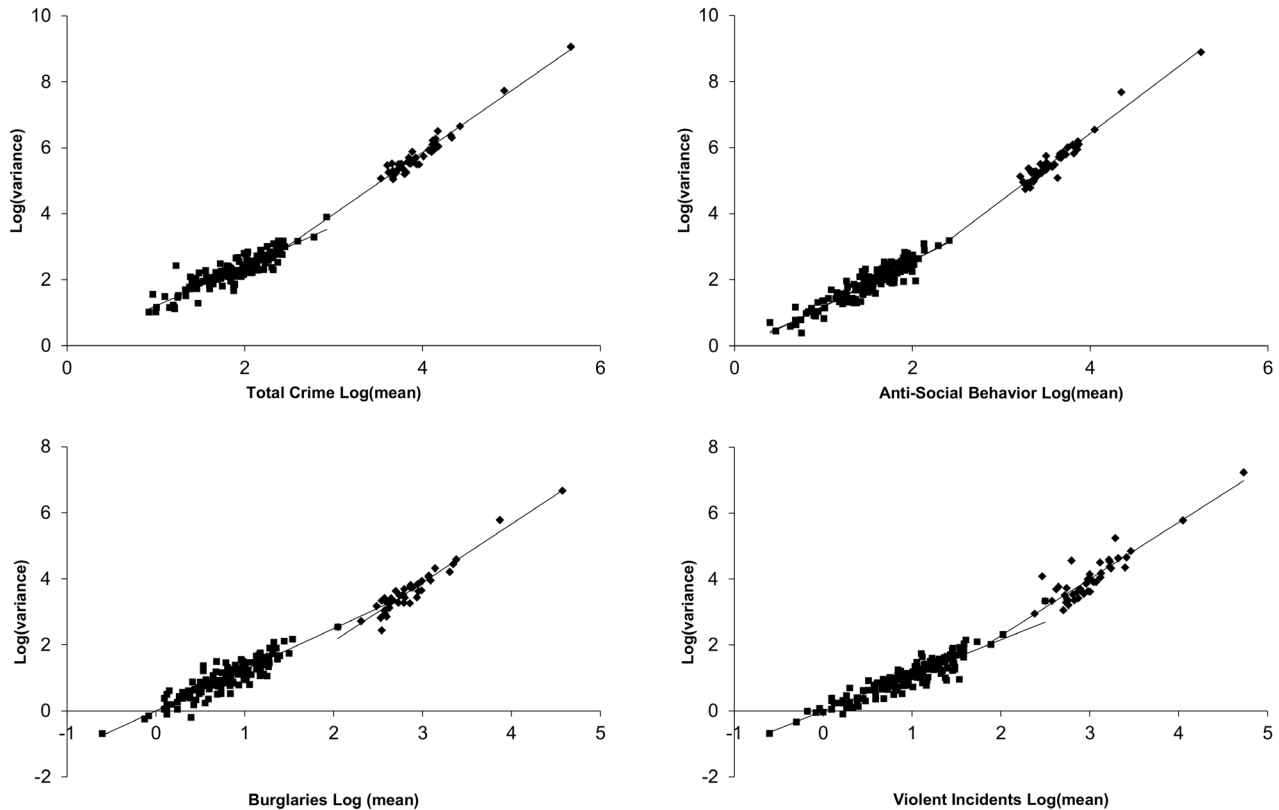 10
8
6
4
2
0
Log(variance)
0 2 4 6
Total Crime Log(mean)
10
8
6
4
2
0
Log(variance)
0 2 4 6
Anti-Social Behavior Log(mean)
8
6
4
2
0
-2
Log(variance)
-1 0 1 2 3 4 5
Burglaries Log (mean)
8
6
4
2
0
-2
Log(variance)
-1 0 1 2 3 4 5
Violent Incidents Log(mean)